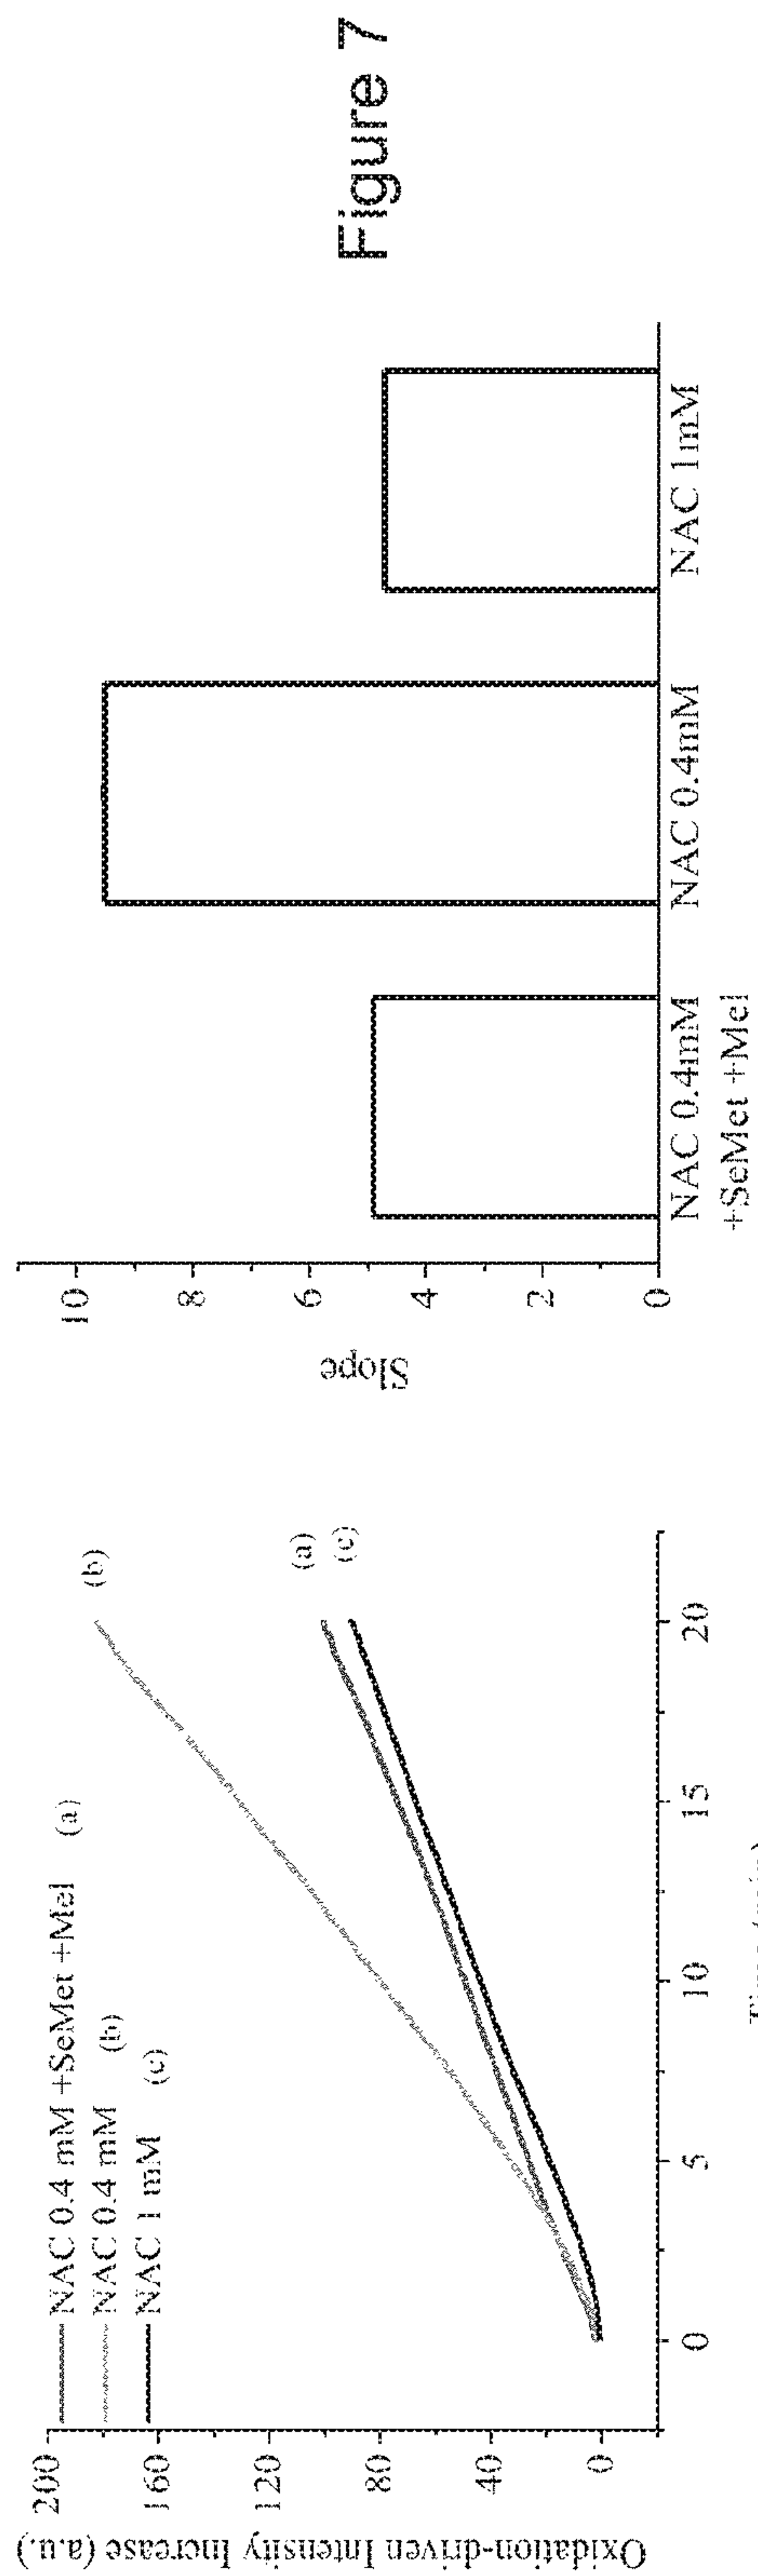 Oxidation-driven Intensity Increase (a.u.)
200
160
120
80
40
0
NAC 0.4 mM +SeMet +Mel (a)
NAC 0.4 mM (b)
NAC 1 mM (c)
(b)
(a)
(c)
0 5 10 15 20
Slope
10
8
6
4
2
0
NAC 0.4mM
+SeMet +Mel
NAC 0.4mM
NAC 1mM
Figure 7